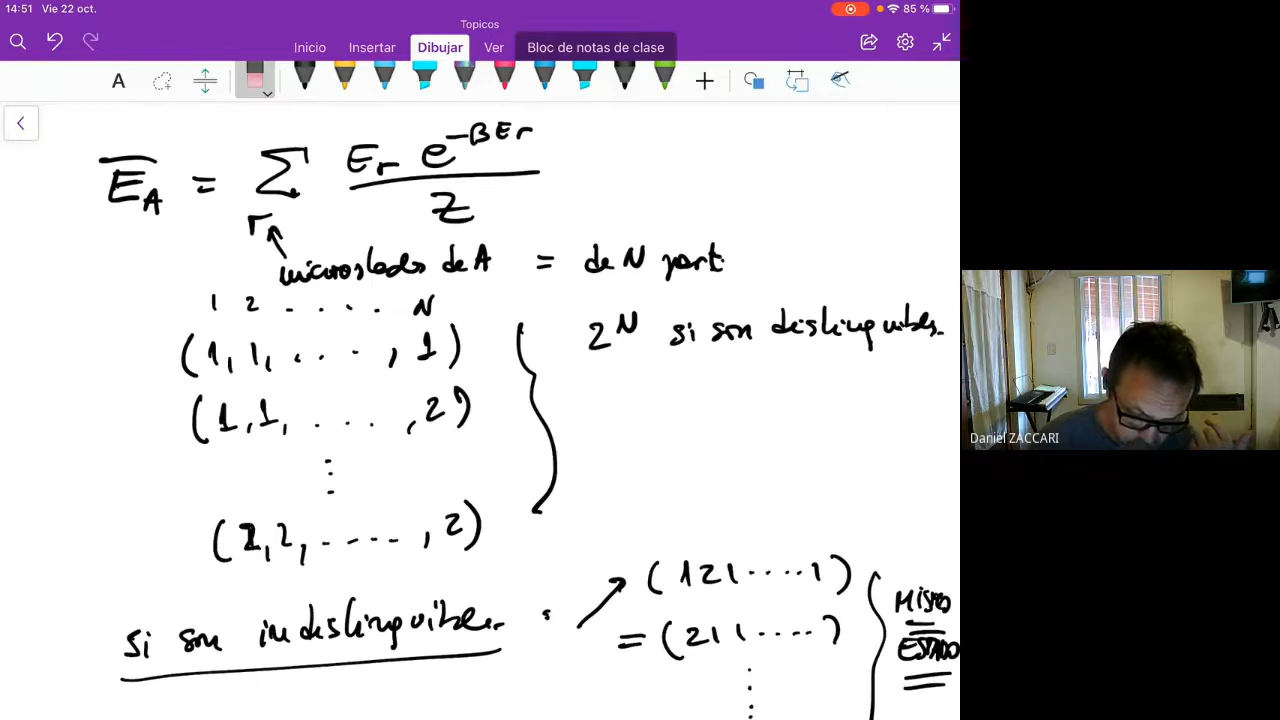 14:51 Vie 22 oct.
85 %
Topicos
Inicio Insertar Dibujar Ver Bloc de notas de clase
A
E_A = Σ_r E_r e^{-βE_r} / Z
microstados de A = de N part.
1 2 . . . . . N
(1, 1, . . . , 1)
2^N si son distinguibles.
(1, 1, . . . . , 2)
(2, 2, . . . . . , 2)
si son indistinguibles :
(1 2 1 . . . . . 1)
= (2 1 1 . . . . . )
MISMO
ESTADO
Daniel ZACCARI